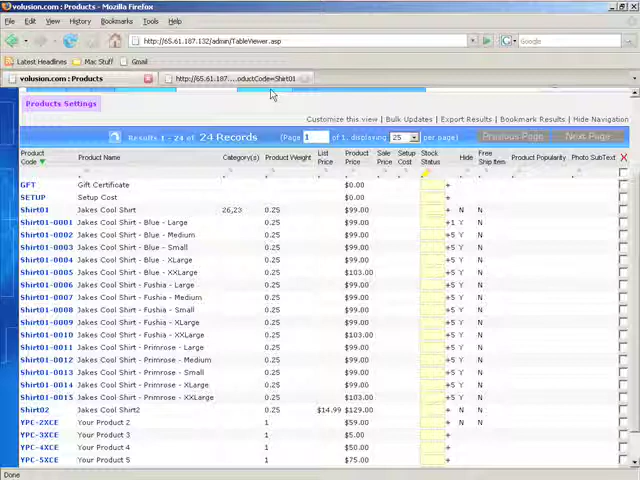 volusion.com : Products - Mozilla Firefox
File Edit View History Bookmarks Tools Help
http://65.61.187.132/admin/TableViewer.asp
Google
Latest Headlines Mac Stuff Gmail
volusion.com : Products http://65.61.187....oductCode=Shirt01
Products Settings
Customize this view | Bulk Updates | Export Results | Bookmark Results | Hide Navigation
Results 1 - 24 of 24 Records (Page 1 of 1, displaying 25 per page) Previous Page Next Page
Product Code Product Name Category(s) Product Weight List Price Product Price Sale Price Setup Cost Stock Status Hide Free Ship Item Product Popularity Photo SubText X
GFT Gift Certificate $0.00 +
SETUP Setup Cost $0.00 +
Shirt01 Jakes Cool Shirt 26,23 0.25 $99.00 + N N
Shirt01-0001 Jakes Cool Shirt - Blue - Large 0.25 $99.00 +1 Y N
Shirt01-0002 Jakes Cool Shirt - Blue - Medium 0.25 $99.00 +5 Y N
Shirt01-0003 Jakes Cool Shirt - Blue - Small 0.25 $99.00 +5 Y N
Shirt01-0004 Jakes Cool Shirt - Blue - XLarge 0.25 $99.00 +5 Y N
Shirt01-0005 Jakes Cool Shirt - Blue - XXLarge 0.25 $103.00 +5 Y N
Shirt01-0006 Jakes Cool Shirt - Fushia - Large 0.25 $99.00 +5 Y N
Shirt01-0007 Jakes Cool Shirt - Fushia - Medium 0.25 $99.00 +5 Y N
Shirt01-0008 Jakes Cool Shirt - Fushia - Small 0.25 $99.00 +5 Y N
Shirt01-0009 Jakes Cool Shirt - Fushia - XLarge 0.25 $99.00 +5 Y N
Shirt01-0010 Jakes Cool Shirt - Fushia - XXLarge 0.25 $103.00 +5 Y N
Shirt01-0011 Jakes Cool Shirt - Primrose - Large 0.25 $99.00 +5 Y N
Shirt01-0012 Jakes Cool Shirt - Primrose - Medium 0.25 $99.00 +5 Y N
Shirt01-0013 Jakes Cool Shirt - Primrose - Small 0.25 $99.00 +5 Y N
Shirt01-0014 Jakes Cool Shirt - Primrose - XLarge 0.25 $99.00 +5 Y N
Shirt01-0015 Jakes Cool Shirt - Primrose - XXLarge 0.25 $103.00 +5 Y N
Shirt02 Jakes Cool Shirt2 0.25 $14.99 $129.00 + N N
YPC-2XCE Your Product 2 1 $59.00 +
YPC-3XCE Your Product 3 1 $5.00 +
YPC-4XCE Your Product 4 1 $50.00 +
YPC-5XCE Your Product 5 1 $75.00 +
Done